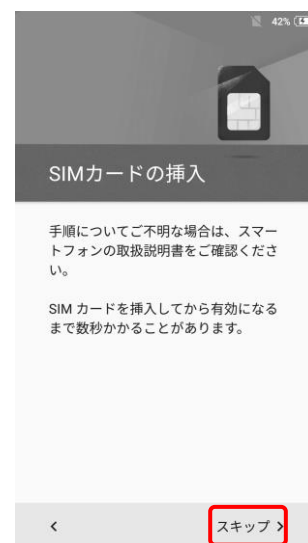 42%
SIMカードの挿入
手順についてご不明な場合は、スマー
トフォンの取扱説明書をご確認くださ
い。
SIM カードを挿入してから有効になる
まで数秒かかることがあります。
スキップ